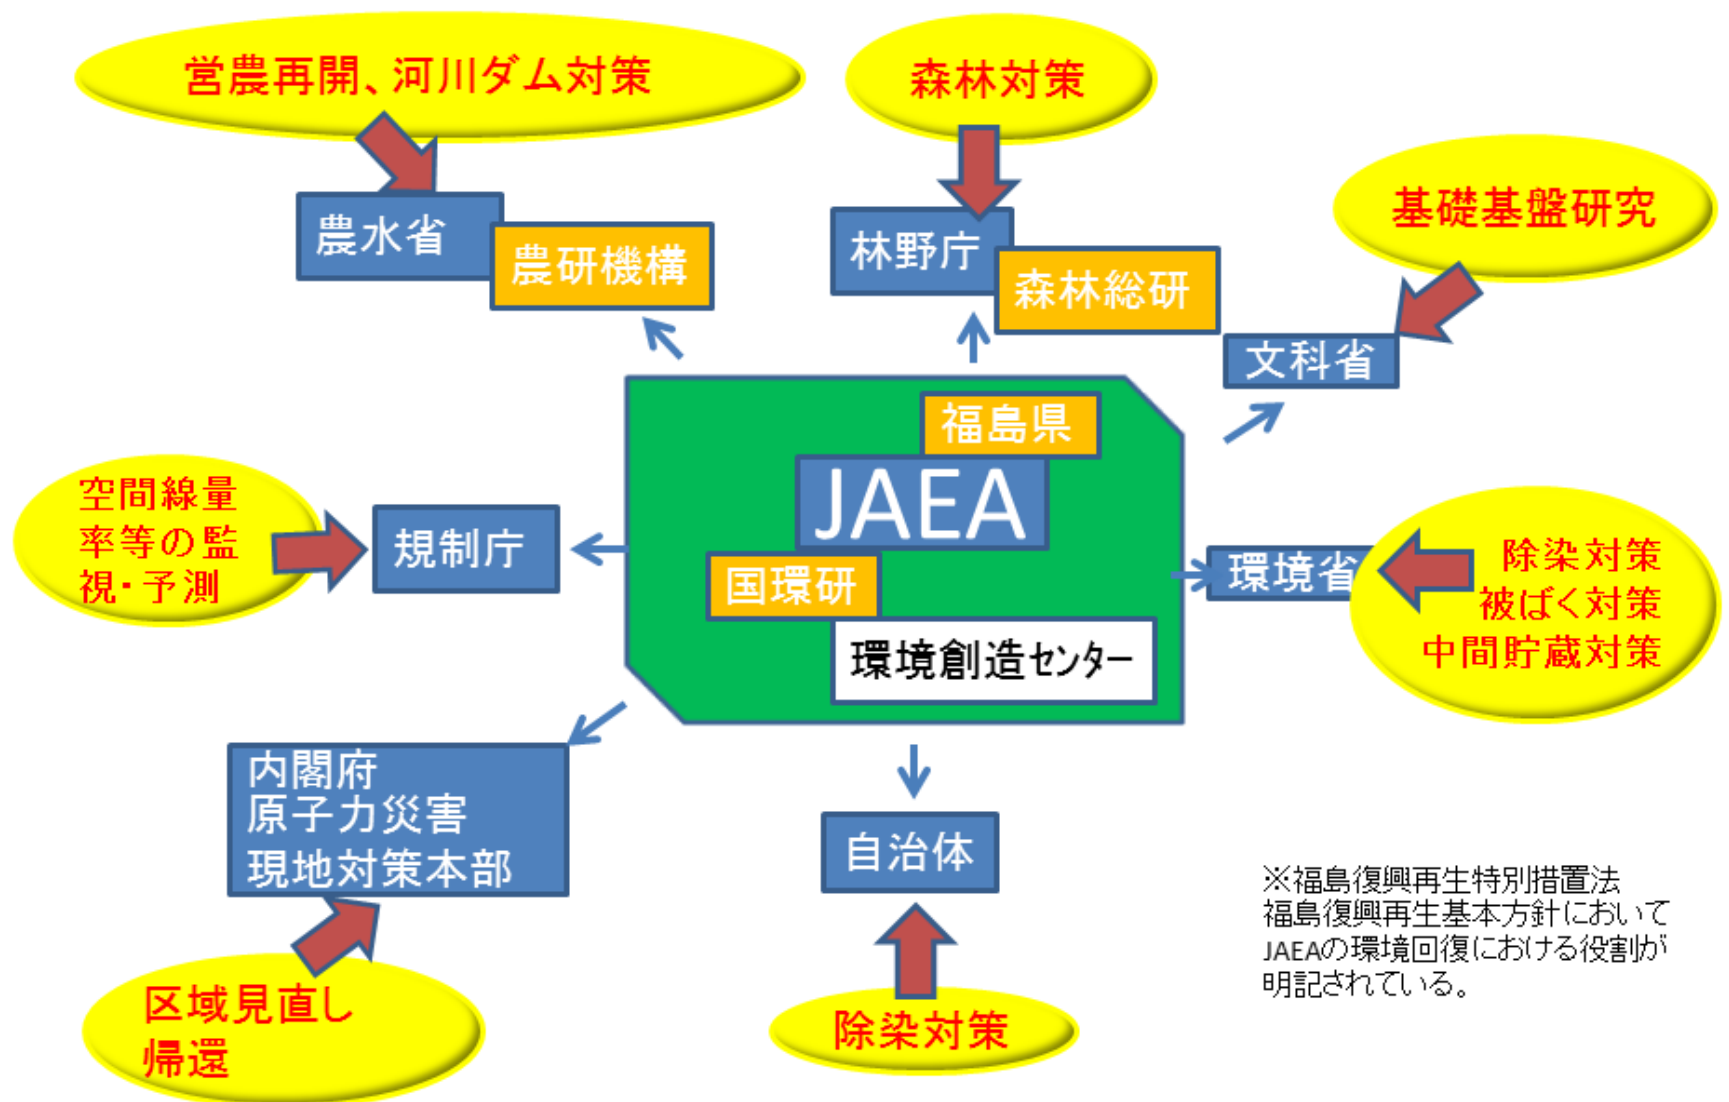 営農再開、河川ダム対策
森林対策
基礎基盤研究
農水省
農研機構
林野庁
森林総研
文科省
福島県
JAEA
国環研
環境創造センター
空間線量
率等の監
視・予測
規制庁
環境省
除染対策
被ばく対策
中間貯蔵対策
内閣府
原子力災害
現地対策本部
自治体
区域見直し
帰還
除染対策
※福島復興再生特別措置法
福島復興再生基本方針において
JAEAの環境回復における役割が
明記されている。